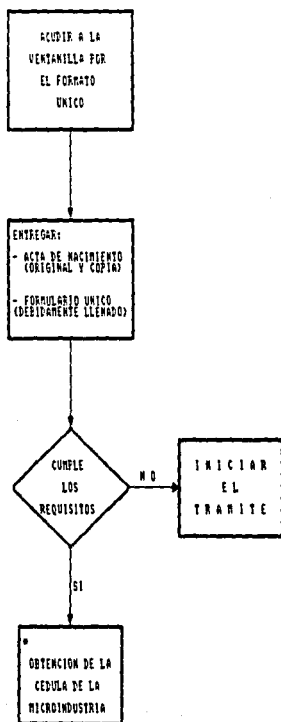 ACUDIR A LA
VENTANILLA POR
EL FORMATO
UNICO
ENTREGAR:
- ACTA DE NACIMIENTO
(ORIGINAL Y COPIA)
- FORMULARIO UNICO
(DEBIDAMENTE LLENADO)
CUMPLE
LOS
REQUISITOS
NO
INICIAR
EL
TRAMITE
SI
*
OBTENCION DE LA
CEDULA DE LA
MICROINDUSTRIA